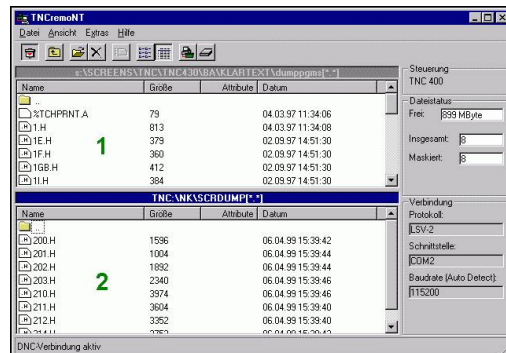 TNCremoNT
Datei Ansicht Extras Hilfe
s:\SCREENS\TNC\TNC430\BA\KLARTEXT\dumppgms[*.*]
Name Größe Attribute Datum
..
%TCHPRNT.A 79 04.03.97 11:34:06
1.H 813 04.03.97 11:34:08
1E.H 379 02.09.97 14:51:30
1F.H 360 02.09.97 14:51:30
1GB.H 412 02.09.97 14:51:30
1I.H 384 02.09.97 14:51:30
1
TNC:\NK\SCRDUMP[*.*]
Name Größe Attribute Datum
..
200.H 1596 06.04.99 15:39:42
201.H 1004 06.04.99 15:39:44
202.H 1892 06.04.99 15:39:44
203.H 2340 06.04.99 15:39:46
210.H 3974 06.04.99 15:39:46
211.H 3604 06.04.99 15:39:40
212.H 3352 06.04.99 15:39:40
214.H 2752 06.04.99 15:39:42
2
Steuerung
TNC 400
Dateistatus
Frei: 899 MByte
Insgesamt: 8
Maskiert: 8
Verbindung
Protokoll:
LSV-2
Schnittstelle:
COM2
Baudrate (Auto Detect):
115200
DNC-Verbindung aktiv